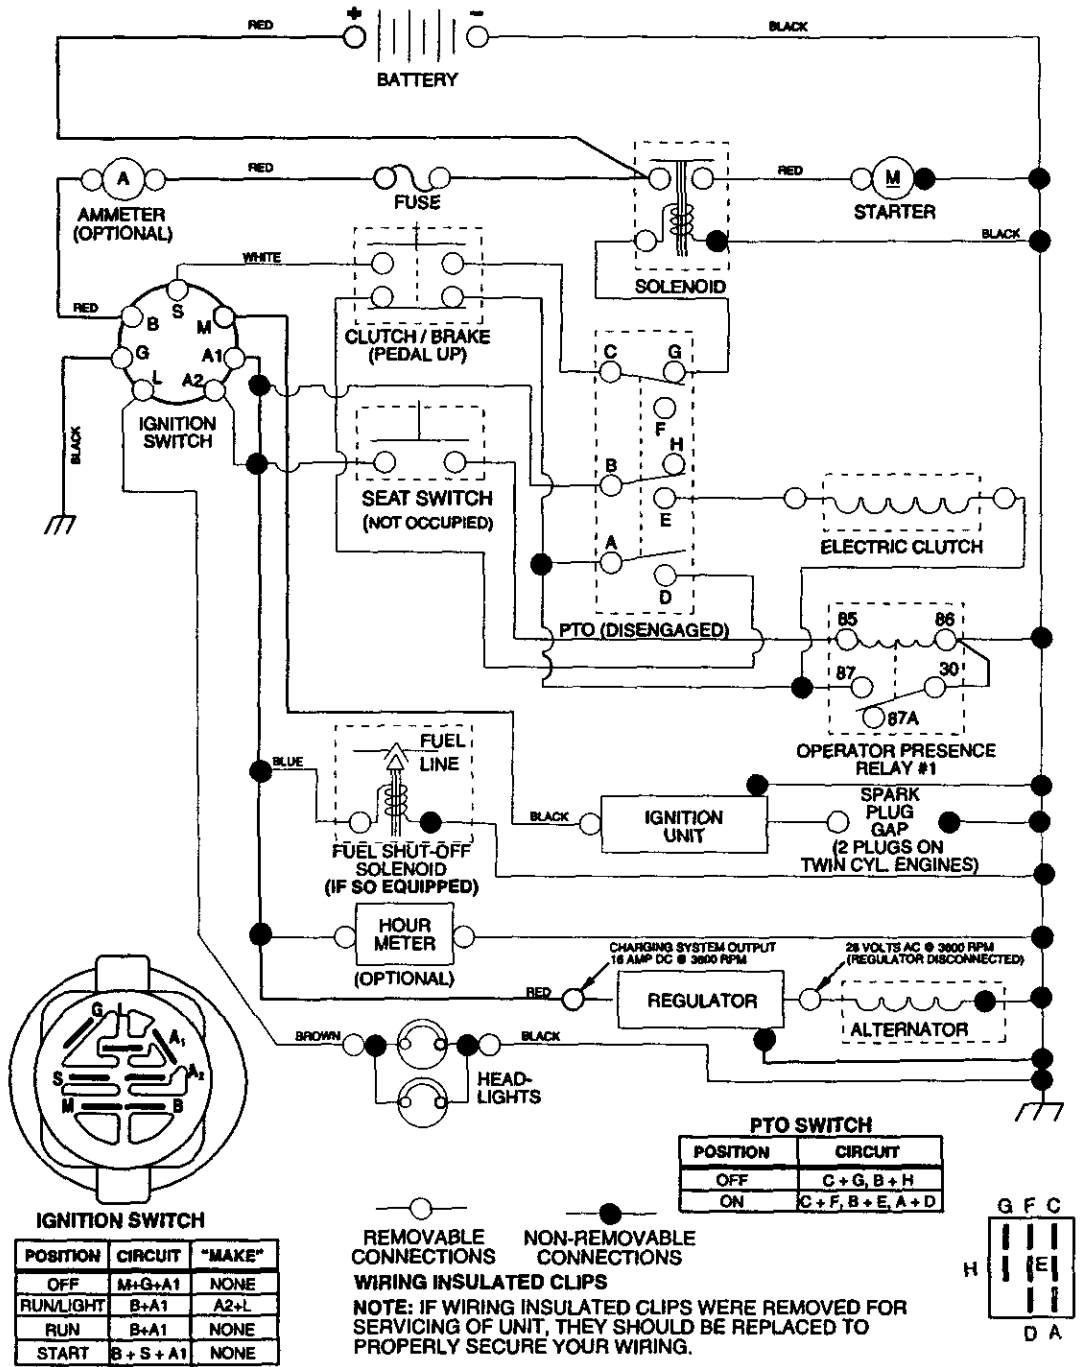 RED
+
-
BLACK
BATTERY
A
RED
RED
M
AMMETER
(OPTIONAL)
FUSE
STARTER
WHITE
BLACK
SOLENOID
RED
S
B
M
G
A1
L
A2
CLUTCH / BRAKE
(PEDAL UP)
C
G
F
H
B
E
A
D
IGNITION
SWITCH
BLACK
SEAT SWITCH
(NOT OCCUPIED)
ELECTRIC CLUTCH
PTO (DISENGAGED)
85
86
87
30
87A
OPERATOR PRESENCE
RELAY #1
FUEL
LINE
BLUE
BLACK
IGNITION
UNIT
SPARK
PLUG
GAP
(2 PLUGS ON
TWIN CYL. ENGINES)
FUEL SHUT-OFF
SOLENOID
(IF SO EQUIPPED)
HOUR
METER
(OPTIONAL)
CHARGING SYSTEM OUTPUT
16 AMP DC @ 3600 RPM
28 VOLTS AC @ 3600 RPM
(REGULATOR DISCONNECTED)
RED
REGULATOR
ALTERNATOR
BROWN
BLACK
HEAD-
LIGHTS
G
L
A1
S
A2
M
B
IGNITION SWITCH
POSITION CIRCUIT "MAKE"
OFF M+G+A1 NONE
RUN/LIGHT B+A1 A2+L
RUN B+A1 NONE
START B + S + A1 NONE
PTO SWITCH
POSITION CIRCUIT
OFF C + G, B + H
ON C + F, B + E, A + D
REMOVABLE
CONNECTIONS
NON-REMOVABLE
CONNECTIONS
WIRING INSULATED CLIPS
NOTE: IF WIRING INSULATED CLIPS WERE REMOVED FOR
SERVICING OF UNIT, THEY SHOULD BE REPLACED TO
PROPERLY SECURE YOUR WIRING.
G F C
H
E
D A